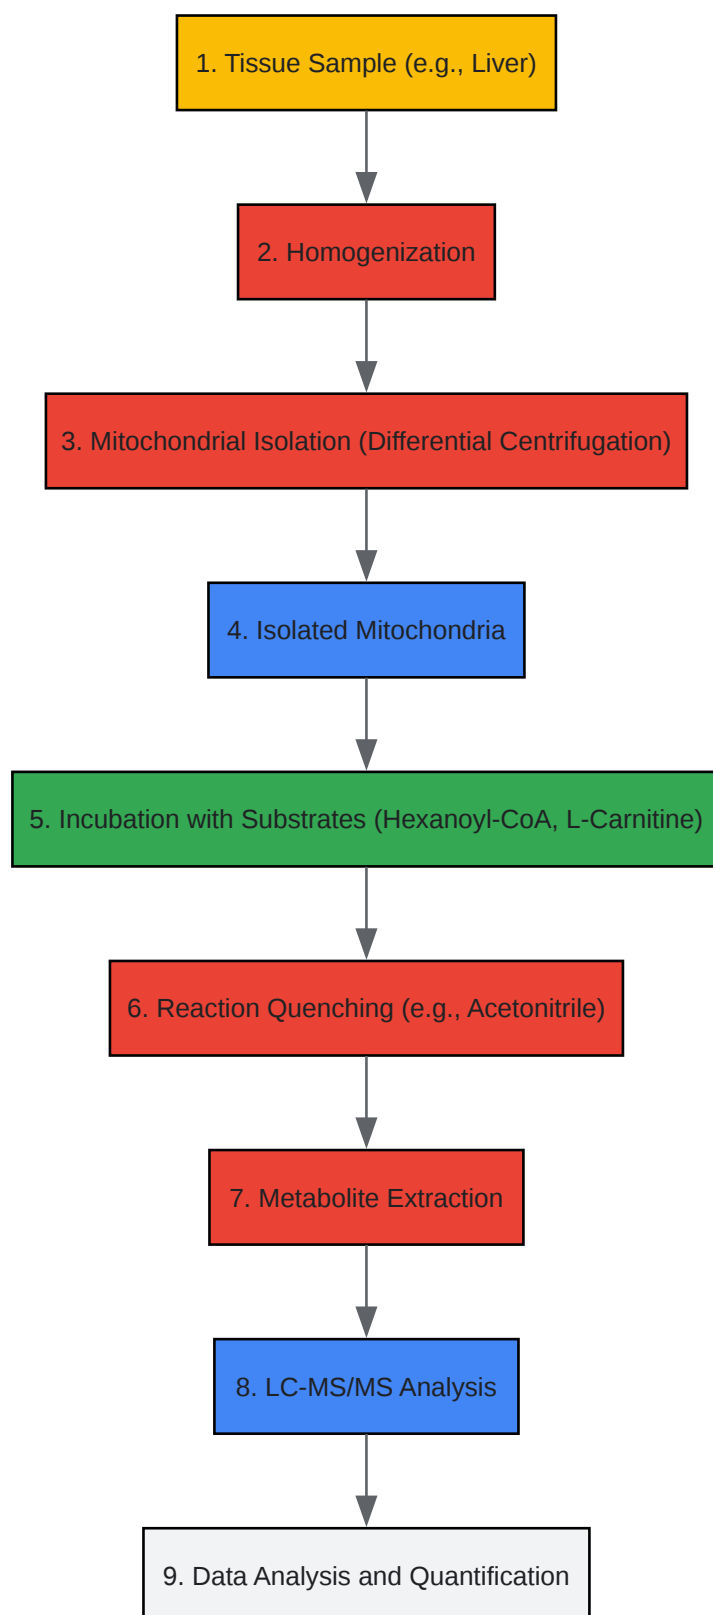 1. Tissue Sample (e.g., Liver)
2. Homogenization
3. Mitochondrial Isolation (Differential Centrifugation)
4. Isolated Mitochondria
5. Incubation with Substrates (Hexanoyl-CoA, L-Carnitine)
6. Reaction Quenching (e.g., Acetonitrile)
7. Metabolite Extraction
8. LC-MS/MS Analysis
9. Data Analysis and Quantification